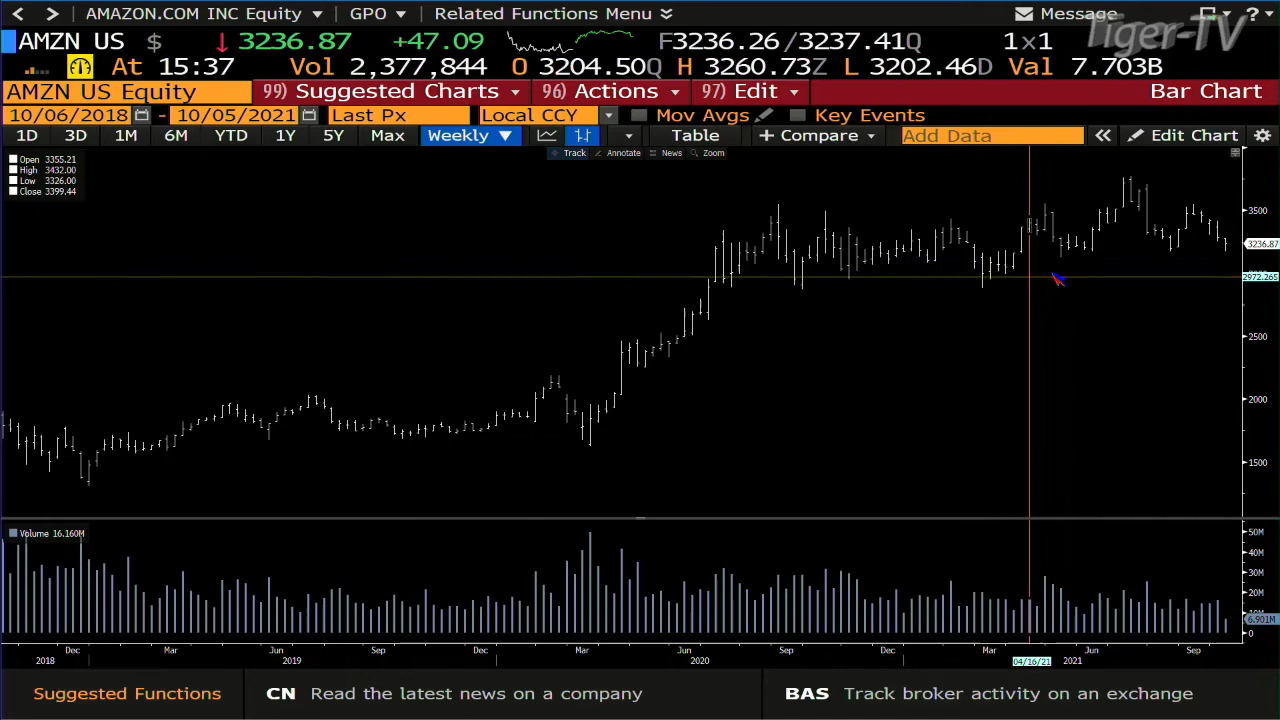 AMAZON.COM INC Equity GPO Related Functions Menu Message ?
Tiger-TV
AMZN US $ ↓ 3236.87 +47.09 F3236.26/3237.41Q 1x1
At 15:37 Vol 2,377,844 O 3204.50Q H 3260.73Z L 3202.46D Val 7.703B
AMZN US Equity 99) Suggested Charts 96) Actions 97) Edit Bar Chart
10/06/2018 - 10/05/2021 Last Px Local CCY Mov Avgs Key Events
1D 3D 1M 6M YTD 1Y 5Y Max Weekly ▼ Table + Compare Add Data « Edit Chart
Track Annotate News Zoom
Open 3355.21
High 3432.00
Low 3326.00
Close 3399.44
3500
3236.87
2972.265
2500
2000
1500
Volume 16.160M
50M
40M
30M
20M
10M
6.901M
0
Dec Mar Jun Sep Dec Mar Jun Sep Dec Mar Jun Sep
2018 2019 2020 04/16/21 2021
Suggested Functions CN Read the latest news on a company BAS Track broker activity on an exchange